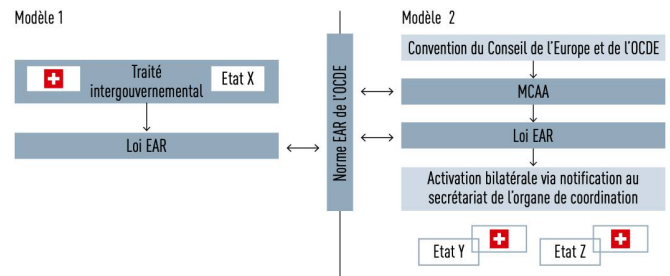 Modèle 1
Traité
intergouvernemental
Etat X
Loi EAR
Norme EAR de l'OCDE
Modèle 2
Convention du Conseil de l'Europe et de l'OCDE
MCAA
Loi EAR
Activation bilatérale via notification au
secrétariat de l'organe de coordination
Etat Y
Etat Z